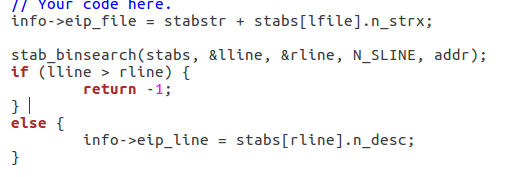 // Your code here.
info->eip_file = stabstr + stabs[lfile].n_strx;
stab_binsearch(stabs, &lline, &rline, N_SLINE, addr);
if (lline > rline) {
return -1;
}
else {
info->eip_line = stabs[rline].n_desc;
}